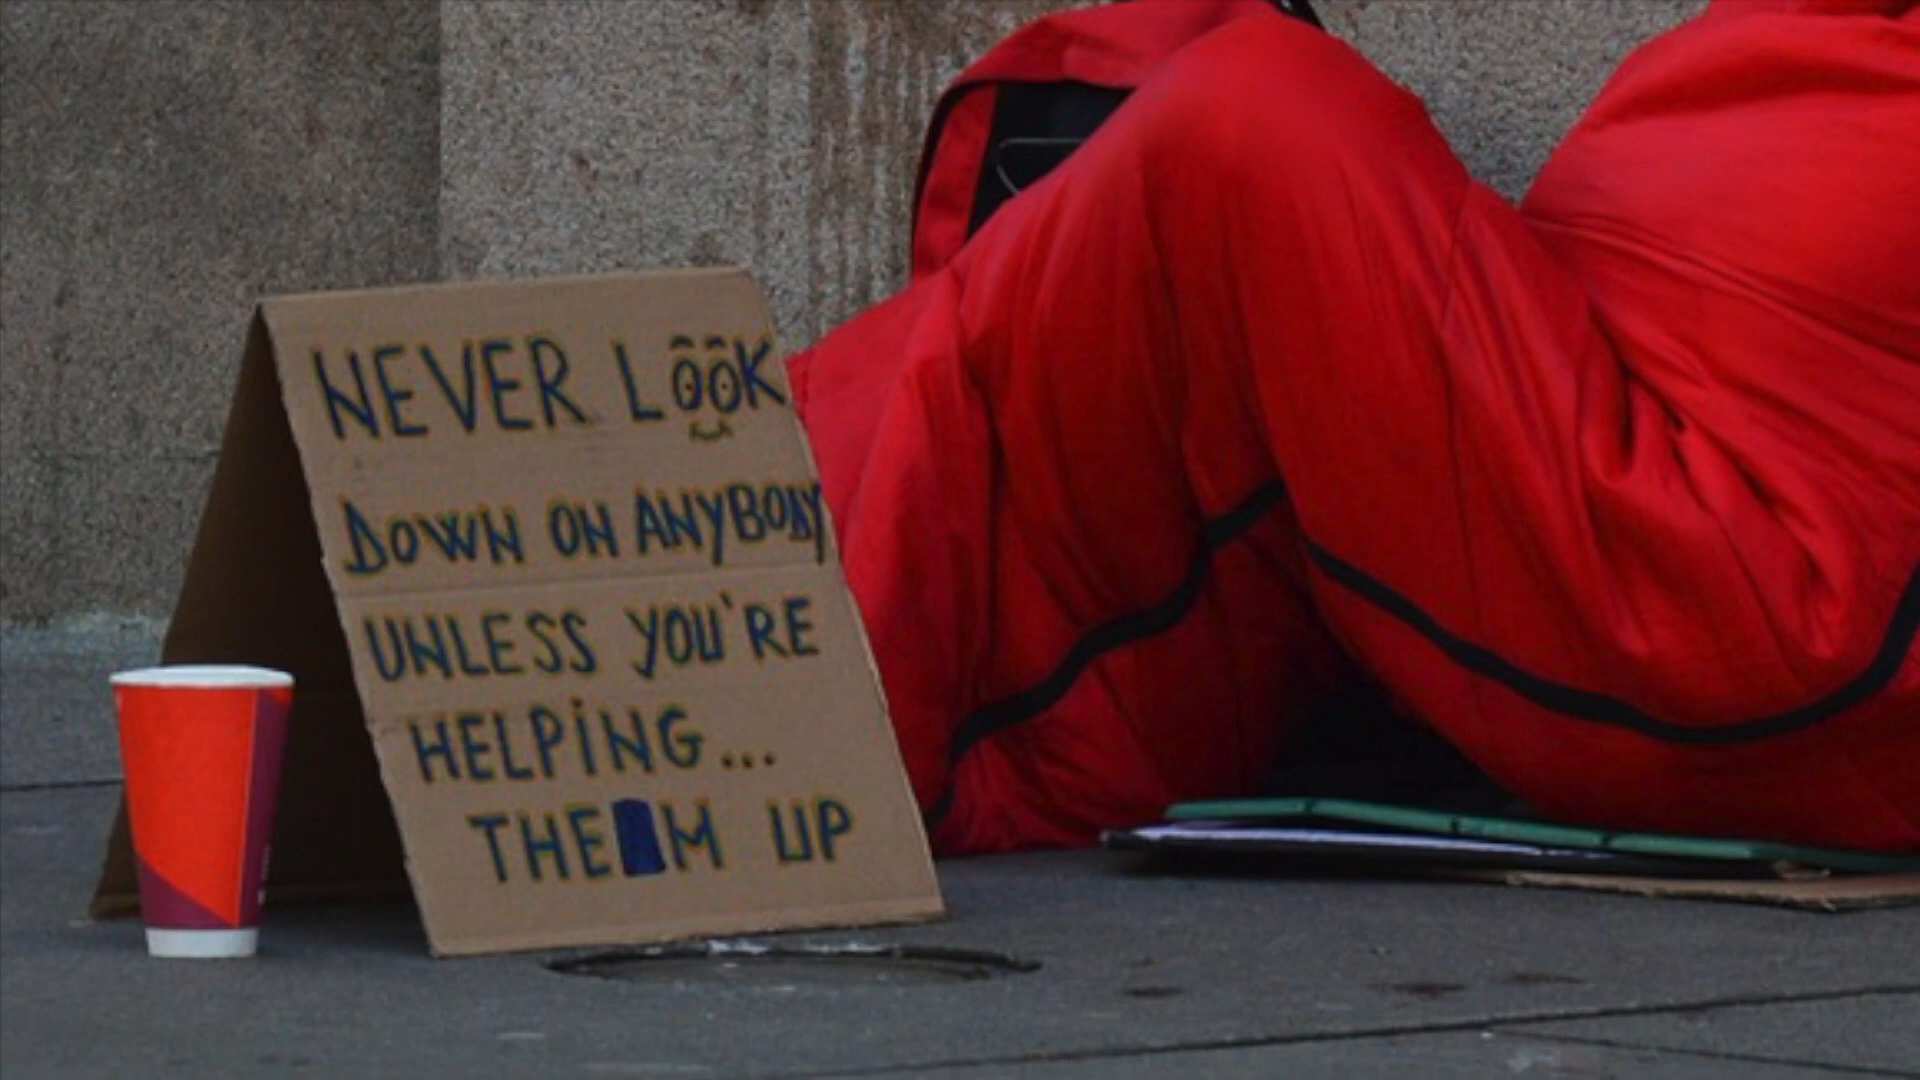 NEVER LOOK
DOWN ON ANYBODY
UNLESS YOU'RE
HELPING...
THEM UP